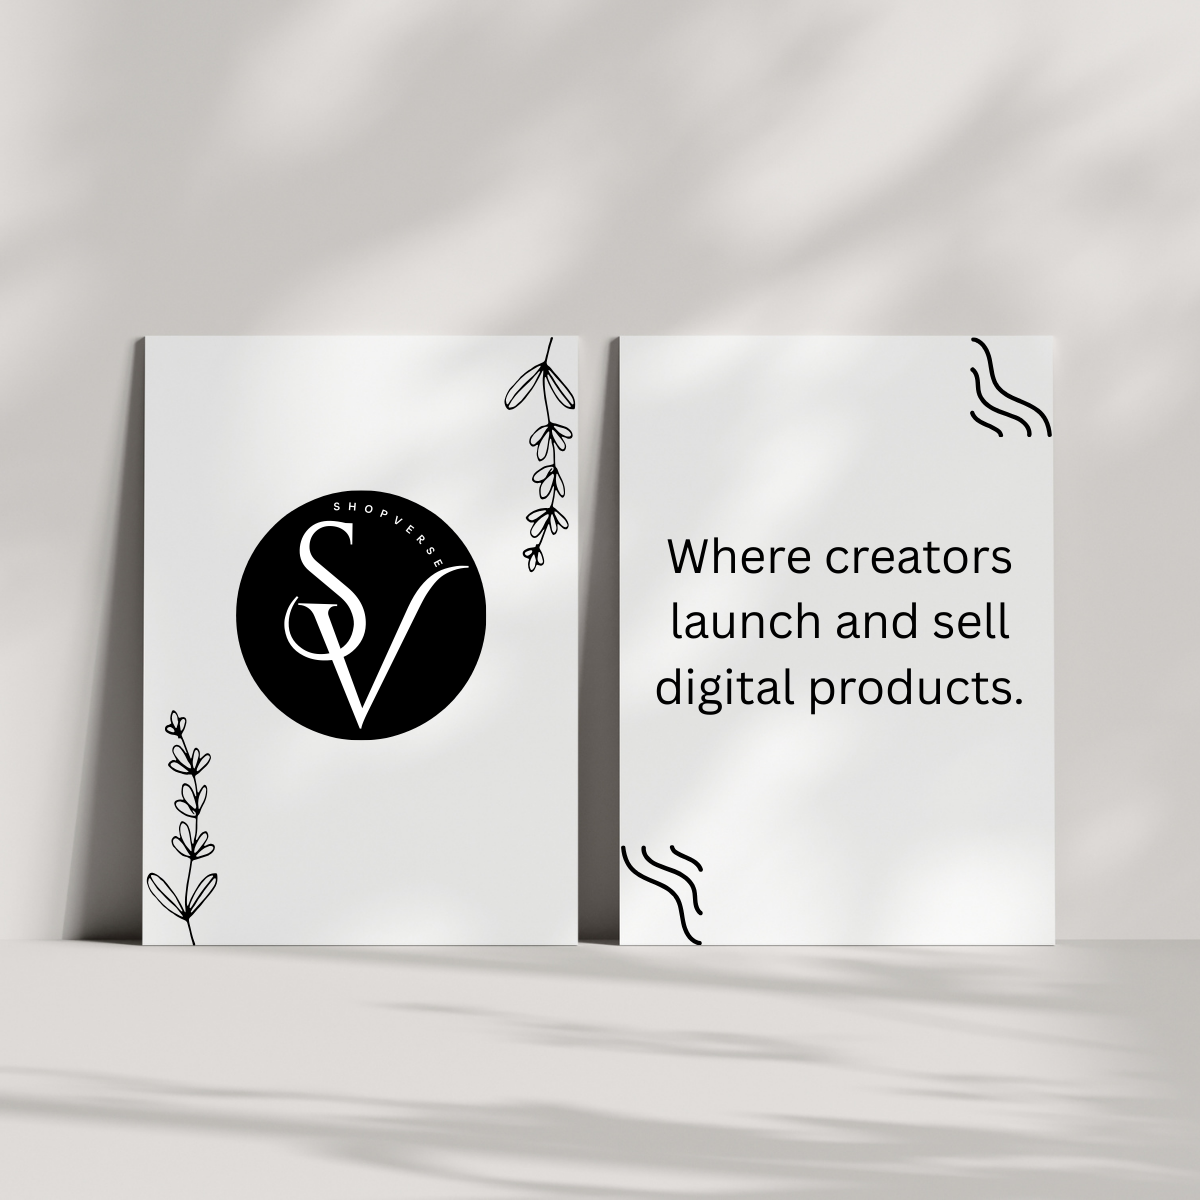 SHOPVERSE
SV
Where creators
launch and sell
digital products.